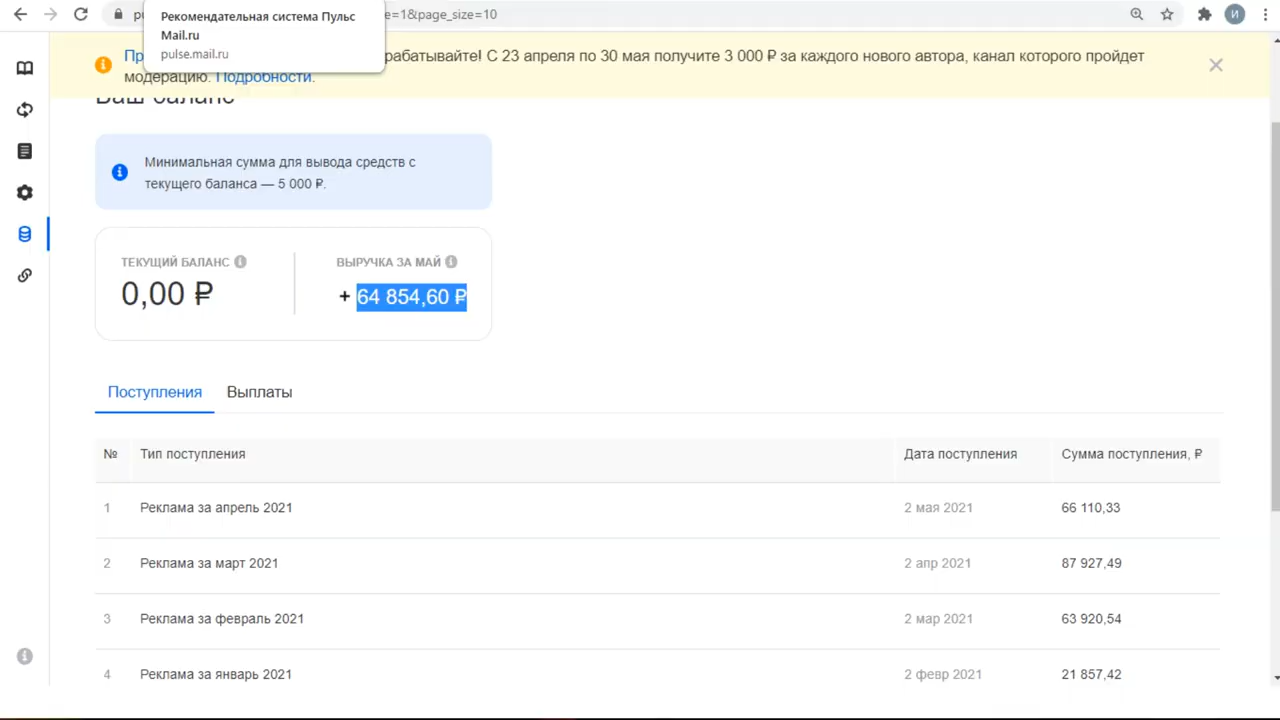 Рекомендательная система Пульс
Mail.ru
pulse.mail.ru
e=1&page_size=10
рабатывайте! С 23 апреля по 30 мая получите 3 000 ₽ за каждого нового автора, канал которого пройдет
модерацию. Подробности.
Ваш баланс
Минимальная сумма для вывода средств с
текущего баланса — 5 000 ₽.
ТЕКУЩИЙ БАЛАНС
0,00 ₽
ВЫРУЧКА ЗА МАЙ
+ 64 854,60 ₽
Поступления Выплаты
№ Тип поступления Дата поступления Сумма поступления, ₽
1 Реклама за апрель 2021 2 мая 2021 66 110,33
2 Реклама за март 2021 2 апр 2021 87 927,49
3 Реклама за февраль 2021 2 мар 2021 63 920,54
4 Реклама за январь 2021 2 февр 2021 21 857,42
И